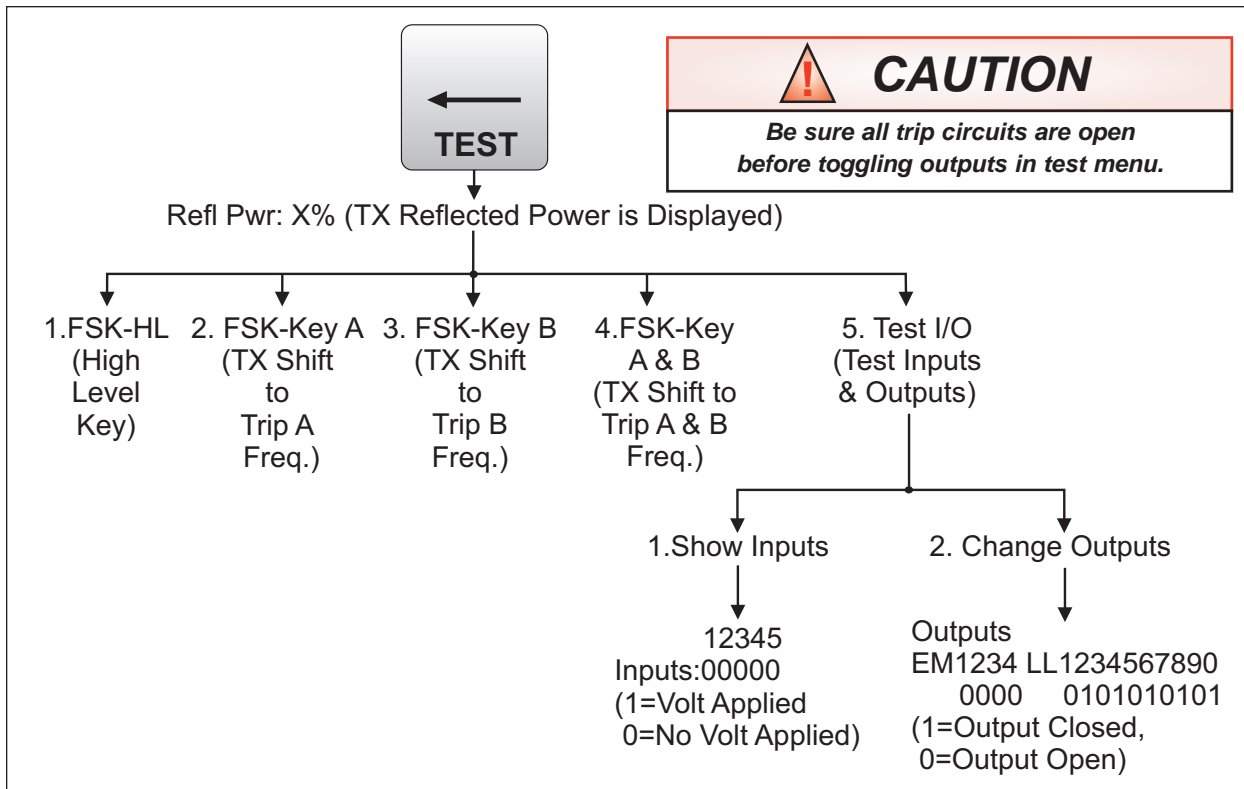 TEST
CAUTION
Be sure all trip circuits are open
before toggling outputs in test menu.
Refl Pwr: X% (TX Reflected Power is Displayed)
1.FSK-HL
(High
Level
Key)
2. FSK-Key A
(TX Shift
to
Trip A
Freq.)
3. FSK-Key B
(TX Shift
to
Trip B
Freq.)
4.FSK-Key
A & B
(TX Shift to
Trip A & B
Freq.)
5. Test I/O
(Test Inputs
& Outputs)
1.Show Inputs
12345
Inputs:00000
(1=Volt Applied
0=No Volt Applied)
2. Change Outputs
Outputs
EM1234 LL1234567890
0000 0101010101
(1=Output Closed,
0=Output Open)